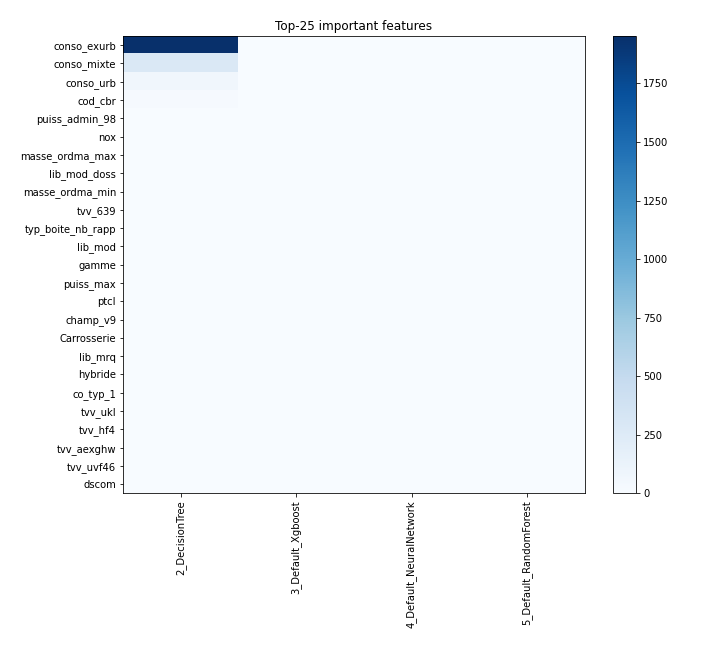 Top-25 important features
conso_exurb
conso_mixte
conso_urb
cod_cbr
puiss_admin_98
nox
masse_ordma_max
lib_mod_doss
masse_ordma_min
tvv_639
typ_boite_nb_rapp
lib_mod
gamme
puiss_max
ptcl
champ_v9
Carrosserie
lib_mrq
hybride
co_typ_1
tvv_ukl
tvv_hf4
tvv_aexghw
tvv_uvf46
dscom
2_DecisionTree
3_Default_Xgboost
4_Default_NeuralNetwork
5_Default_RandomForest
1750
1500
1250
1000
750
500
250
0